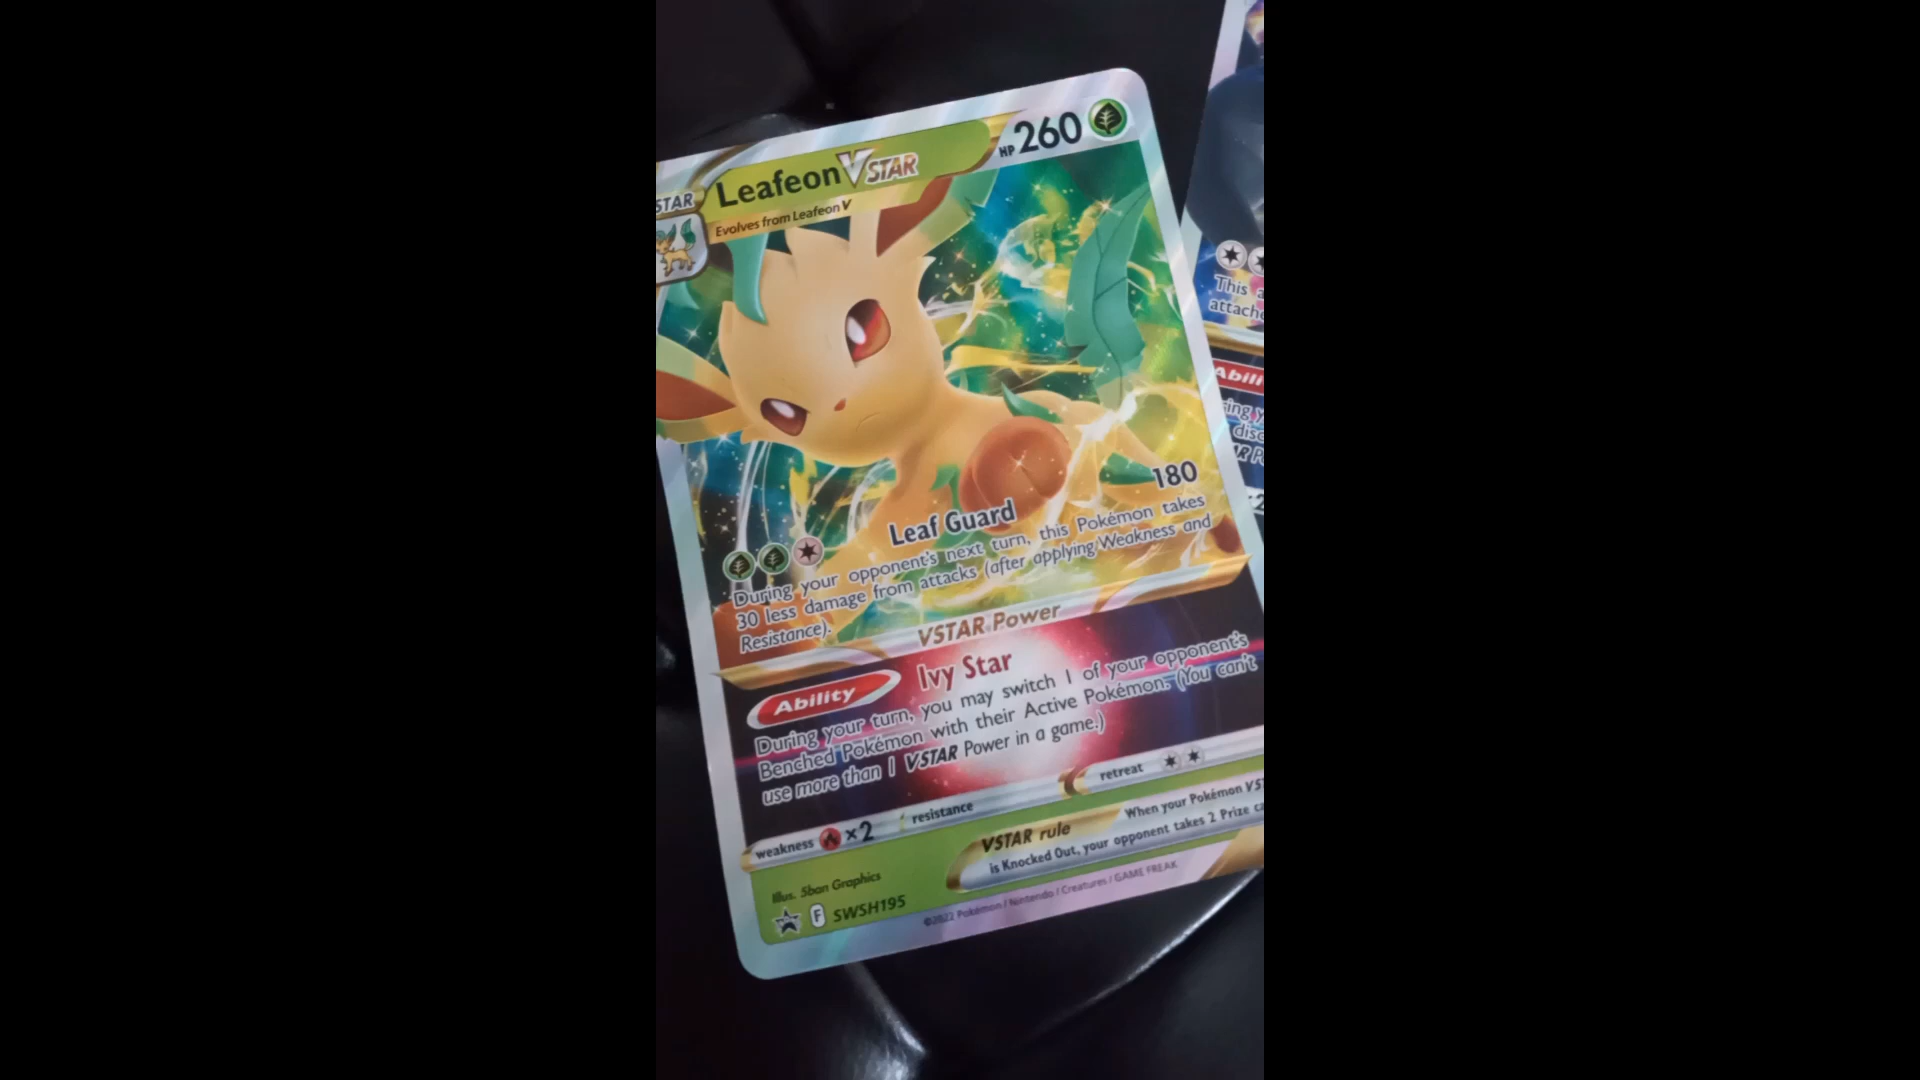 Leafeon VSTAR
HP 260
STAR
Evolves from Leafeon V
Leaf Guard 180
During your opponent's next turn, this Pokémon takes
30 less damage from attacks (after applying Weakness and
Resistance).
VSTAR Power
Ability Ivy Star
During your turn, you may switch 1 of your opponent's
Benched Pokémon with their Active Pokémon. (You can't
use more than 1 VSTAR Power in a game.)
weakness ×2 resistance retreat
VSTAR rule When your Pokémon
is Knocked Out, your opponent takes 2 Prize
Illus. 5ban Graphics
F SWSH195
©2022 Pokémon / Nintendo / Creatures / GAME FREAK
This